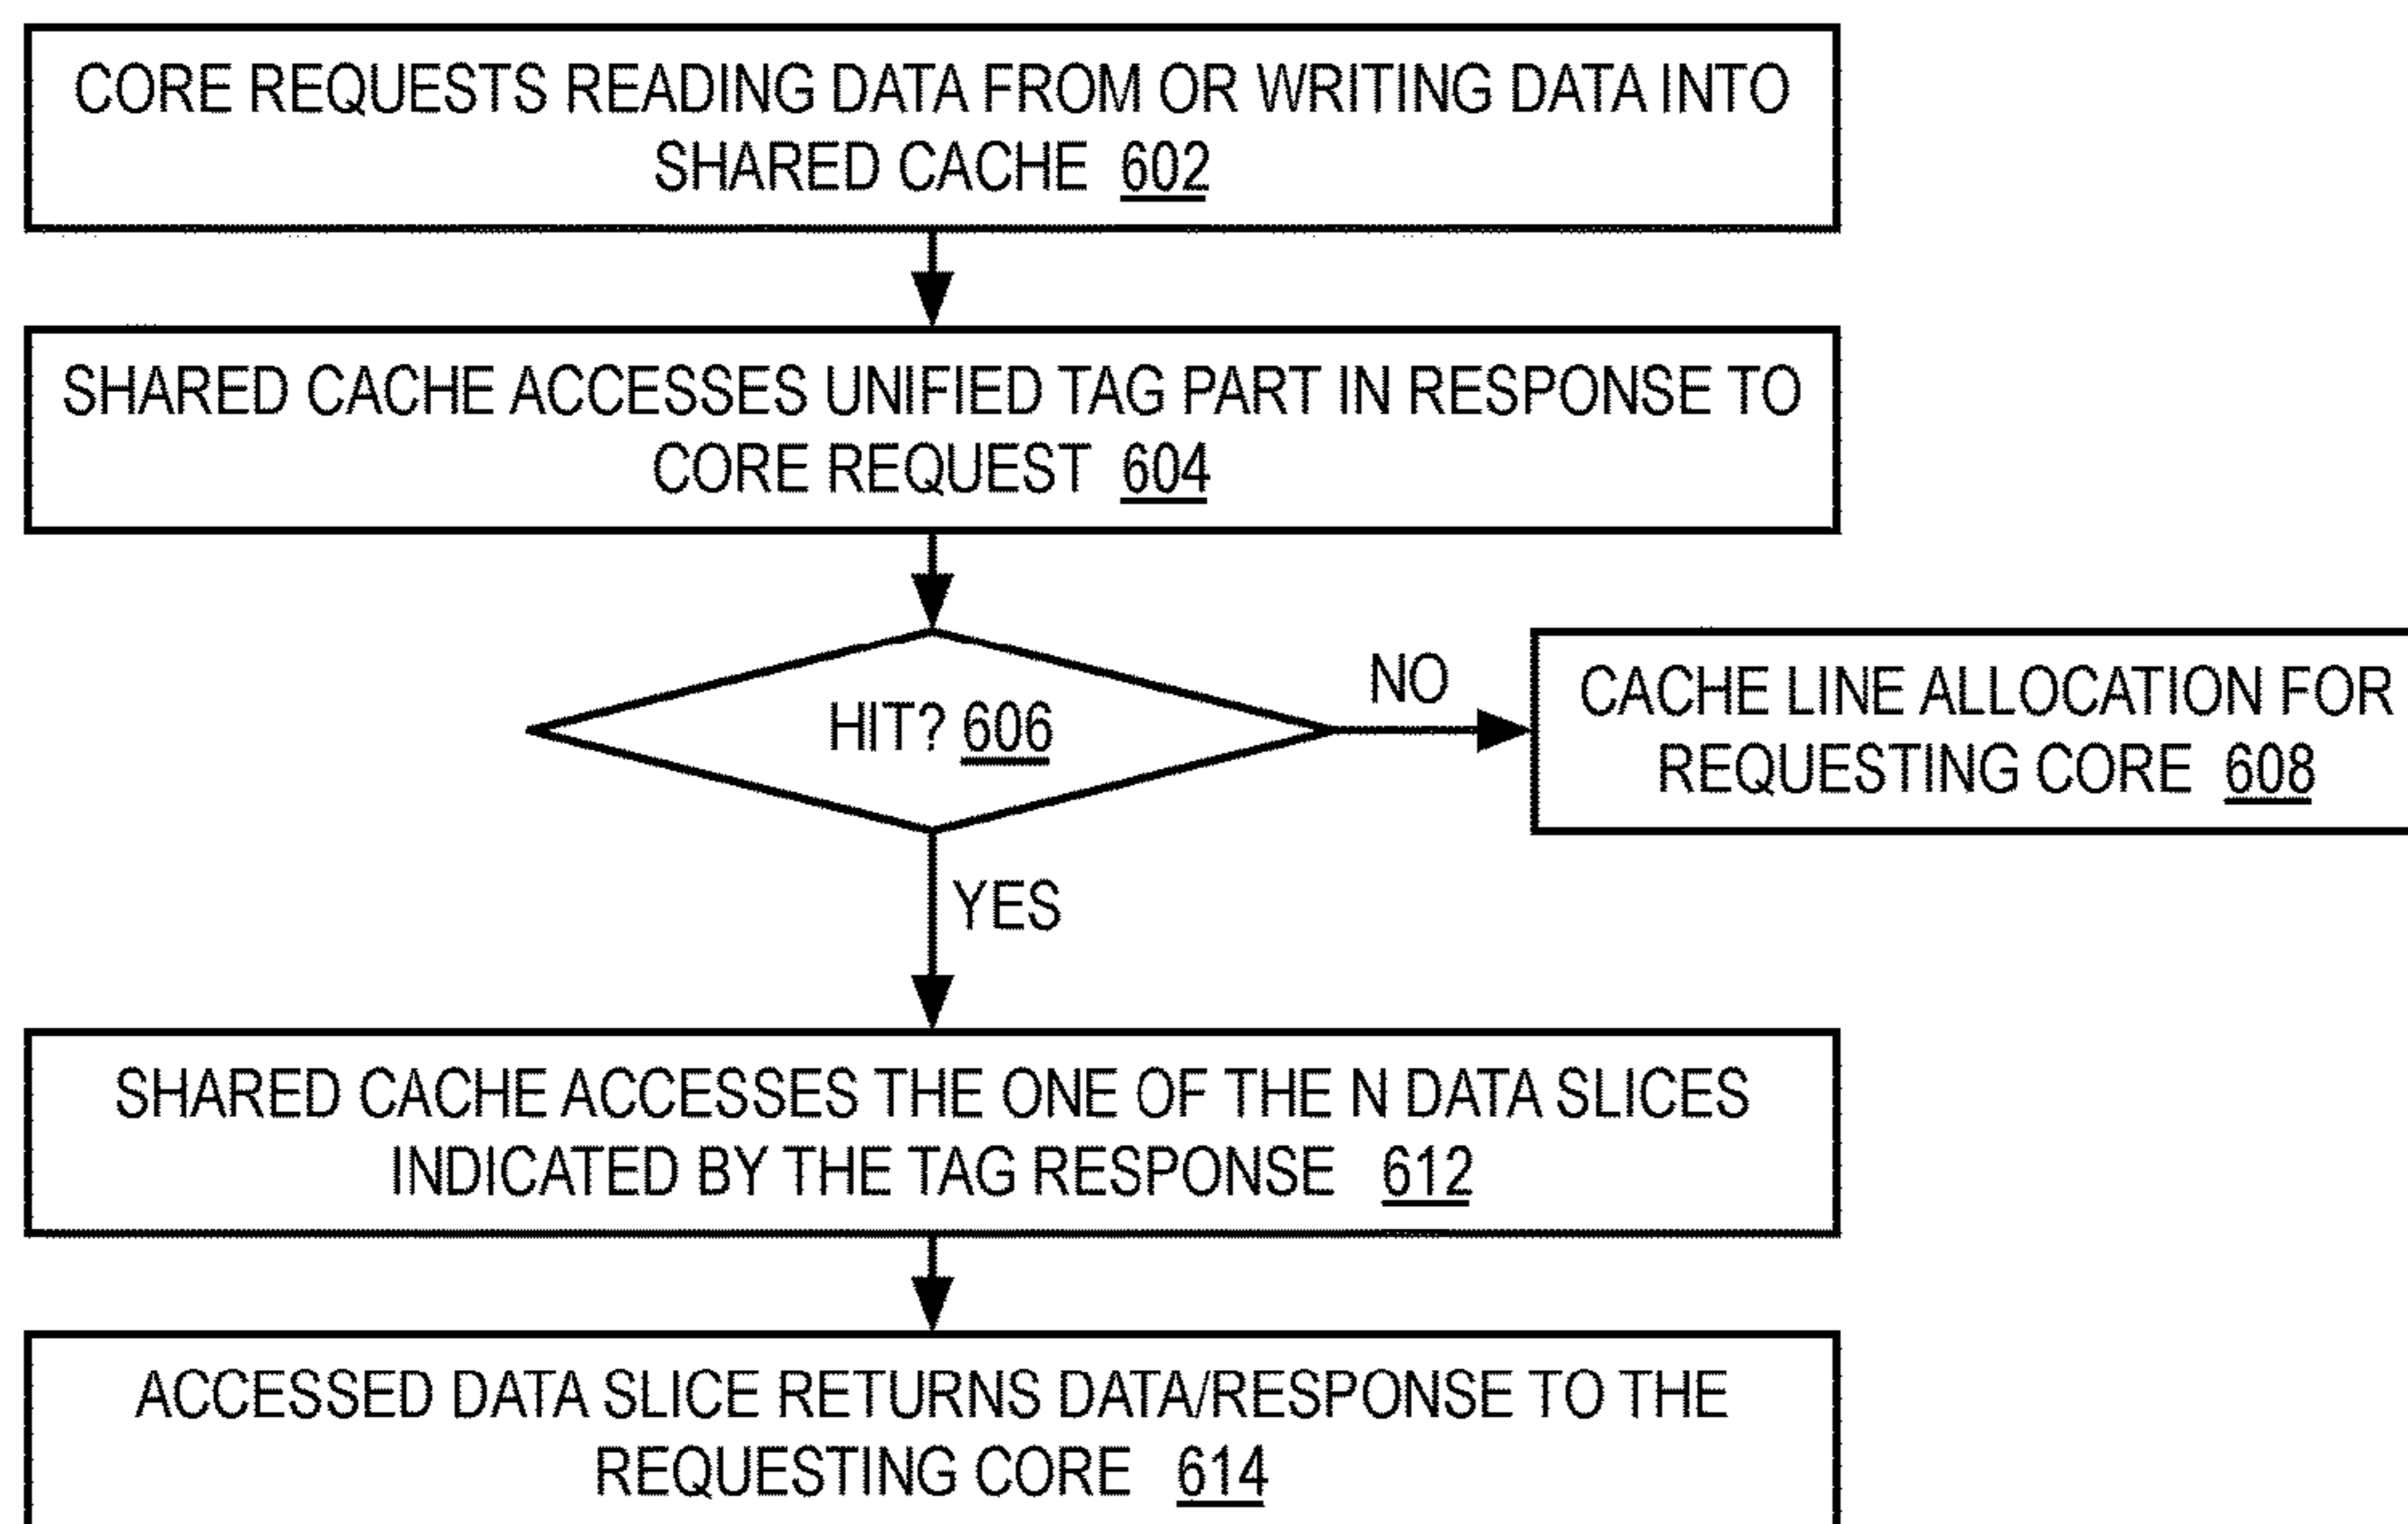 CORE REQUESTS READING DATA FROM OR WRITING DATA INTO
SHARED CACHE 602
SHARED CACHE ACCESSES UNIFIED TAG PART IN RESPONSE TO
CORE REQUEST 604
HIT? 606
NO
CACHE LINE ALLOCATION FOR
REQUESTING CORE 608
YES
SHARED CACHE ACCESSES THE ONE OF THE N DATA SLICES
INDICATED BY THE TAG RESPONSE 612
ACCESSED DATA SLICE RETURNS DATA/RESPONSE TO THE
REQUESTING CORE 614